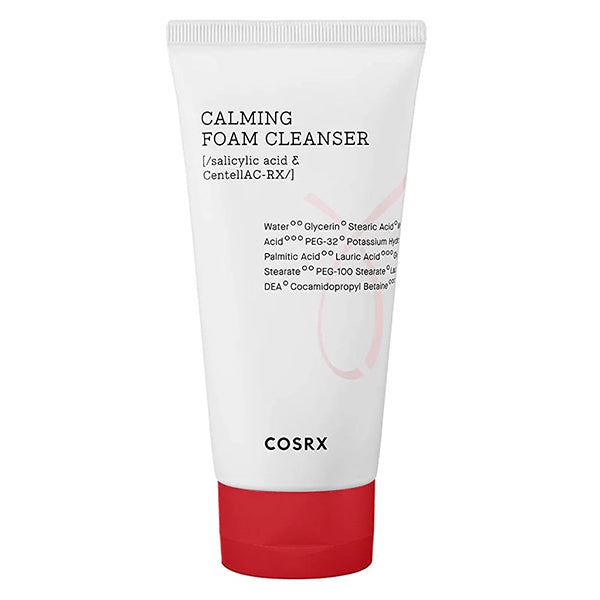 CALMING
FOAM CLEANSER
[/salicylic acid &
CentellAC-RX/]
Water°° Glycerin° Stearic Acid°
Acid°°° PEG-32° Potassium
Palmitic Acid°° Lauric Acid°°°
Stearate°° PEG-100 Stearate°
DEA° Cocamidopropyl Betaine°°
COSRX